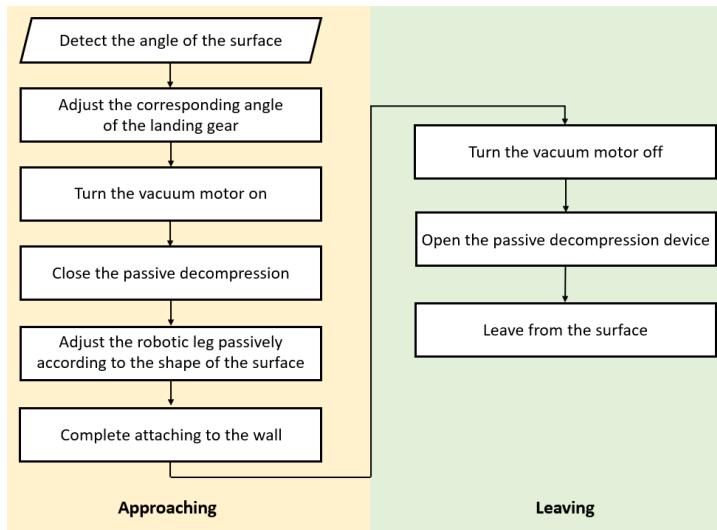 Detect the angle of the surface
Adjust the corresponding angle
of the landing gear
Turn the vacuum motor on
Close the passive decompression
Adjust the robotic leg passively
according to the shape of the surface
Complete attaching to the wall
Approaching
Turn the vacuum motor off
Open the passive decompression device
Leave from the surface
Leaving